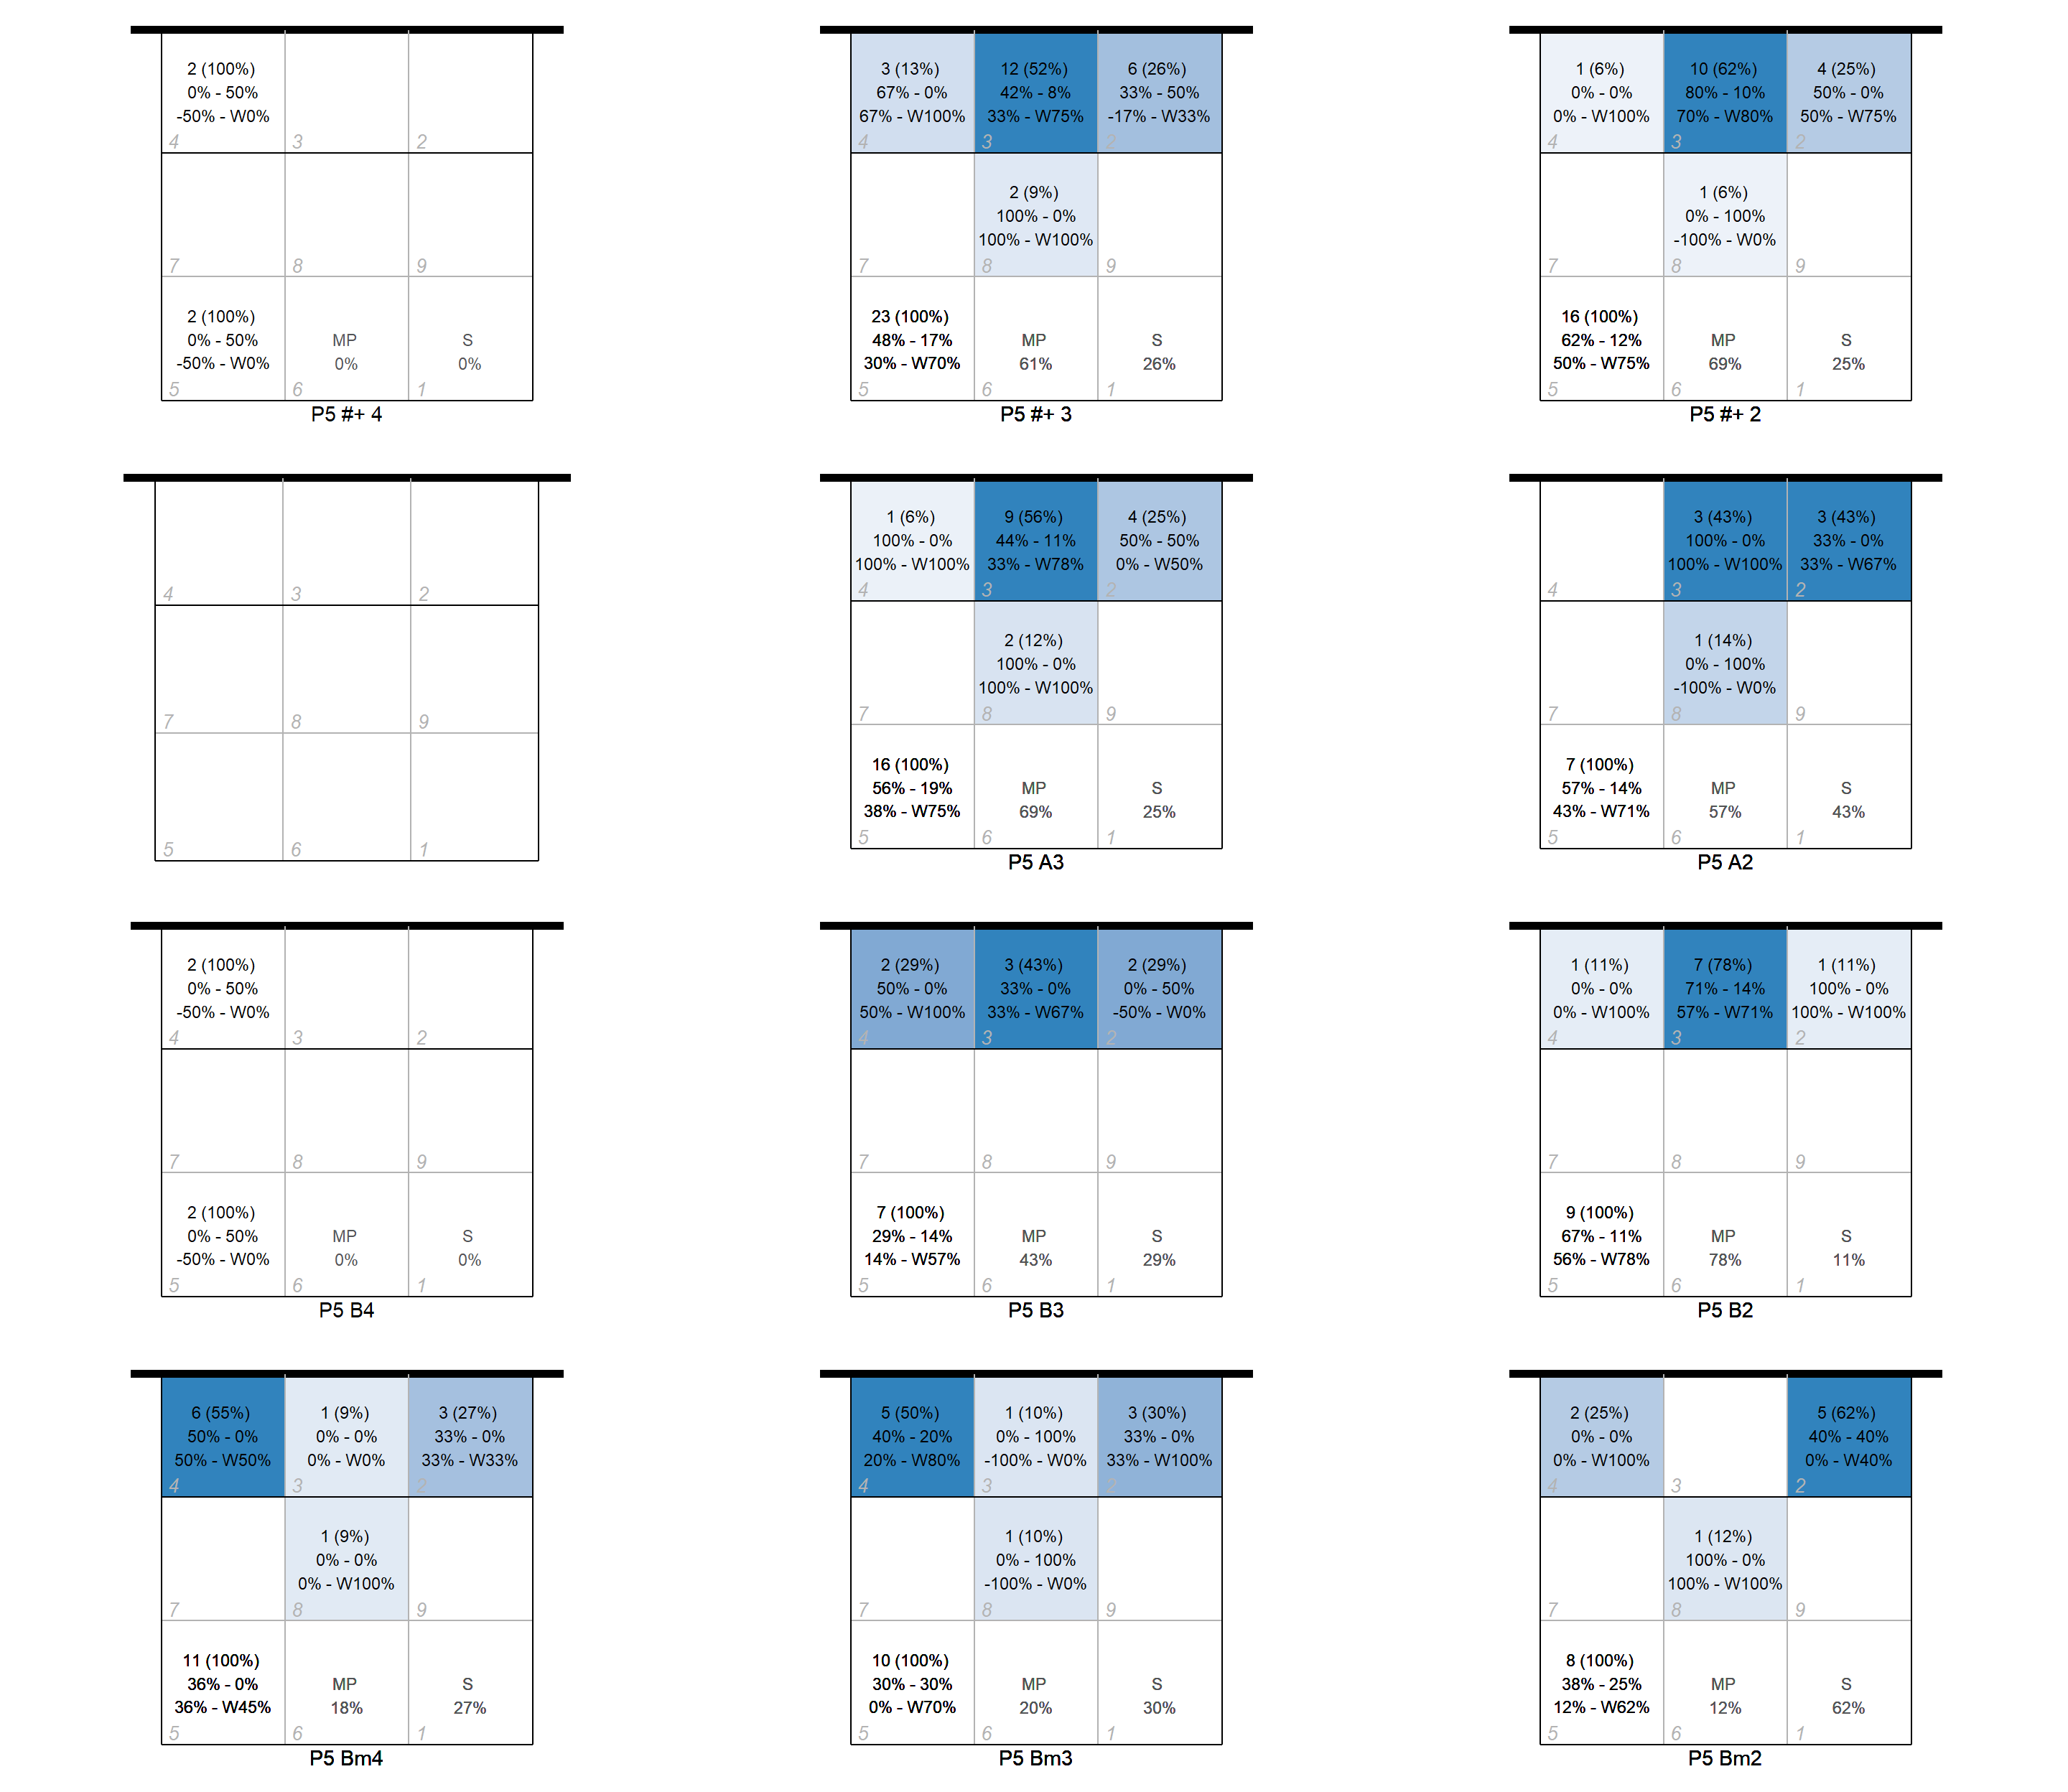 2 (100%)
0% - 50%
-50% - W0%
4
3
2
7
8
9
2 (100%)
0% - 50%
-50% - W0%
5
MP
0%
6
S
0%
1
P5 #+ 4
3 (13%)
67% - 0%
67% - W100%
4
12 (52%)
42% - 8%
33% - W75%
3
6 (26%)
33% - 50%
-17% - W33%
2
7
2 (9%)
100% - 0%
100% - W100%
8
9
23 (100%)
48% - 17%
30% - W70%
5
MP
61%
6
S
26%
1
P5 #+ 3
1 (6%)
0% - 0%
0% - W100%
4
10 (62%)
80% - 10%
70% - W80%
3
4 (25%)
50% - 0%
50% - W75%
2
7
1 (6%)
0% - 100%
-100% - W0%
8
9
16 (100%)
62% - 12%
50% - W75%
5
MP
69%
6
S
25%
1
P5 #+ 2
4
3
2
7
8
9
5
6
1
1 (6%)
100% - 0%
100% - W100%
4
9 (56%)
44% - 11%
33% - W78%
3
4 (25%)
50% - 50%
0% - W50%
2
7
2 (12%)
100% - 0%
100% - W100%
8
9
16 (100%)
56% - 19%
38% - W75%
5
MP
69%
6
S
25%
1
P5 A3
4
3 (43%)
100% - 0%
100% - W100%
3
3 (43%)
33% - 0%
33% - W67%
2
7
1 (14%)
0% - 100%
-100% - W0%
8
9
7 (100%)
57% - 14%
43% - W71%
5
MP
57%
6
S
43%
1
P5 A2
2 (100%)
0% - 50%
-50% - W0%
4
3
2
7
8
9
2 (100%)
0% - 50%
-50% - W0%
5
MP
0%
6
S
0%
1
P5 B4
2 (29%)
50% - 0%
50% - W100%
4
3 (43%)
33% - 0%
33% - W67%
3
2 (29%)
0% - 50%
-50% - W0%
2
7
8
9
7 (100%)
29% - 14%
14% - W57%
5
MP
43%
6
S
29%
1
P5 B3
1 (11%)
0% - 0%
0% - W100%
4
7 (78%)
71% - 14%
57% - W71%
3
1 (11%)
100% - 0%
100% - W100%
2
7
8
9
9 (100%)
67% - 11%
56% - W78%
5
MP
78%
6
S
11%
1
P5 B2
6 (55%)
50% - 0%
50% - W50%
4
1 (9%)
0% - 0%
0% - W0%
3
3 (27%)
33% - 0%
33% - W33%
2
7
1 (9%)
0% - 0%
0% - W100%
8
9
11 (100%)
36% - 0%
36% - W45%
5
MP
18%
6
S
27%
1
P5 Bm4
5 (50%)
40% - 20%
20% - W80%
4
1 (10%)
0% - 100%
-100% - W0%
3
3 (30%)
33% - 0%
33% - W100%
2
7
1 (10%)
0% - 100%
-100% - W0%
8
9
10 (100%)
30% - 30%
0% - W70%
5
MP
20%
6
S
30%
1
P5 Bm3
2 (25%)
0% - 0%
0% - W100%
4
3
5 (62%)
40% - 40%
0% - W40%
2
7
1 (12%)
100% - 0%
100% - W100%
8
9
8 (100%)
38% - 25%
12% - W62%
5
MP
12%
6
S
62%
1
P5 Bm2